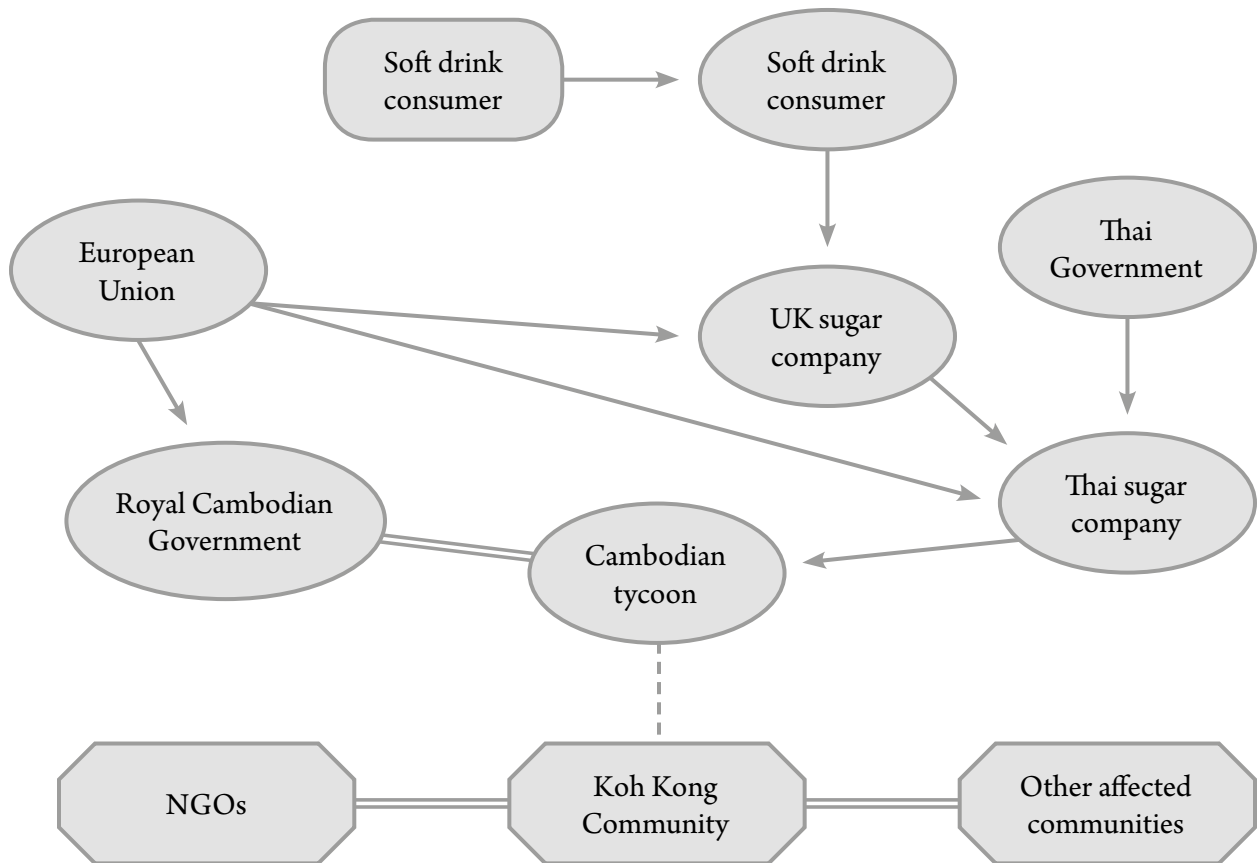 Soft drink
consumer
Soft drink
consumer
European
Union
Thai
Government
UK sugar
company
Royal Cambodian
Government
Cambodian
tycoon
Thai sugar
company
NGOs
Koh Kong
Community
Other affected
communities